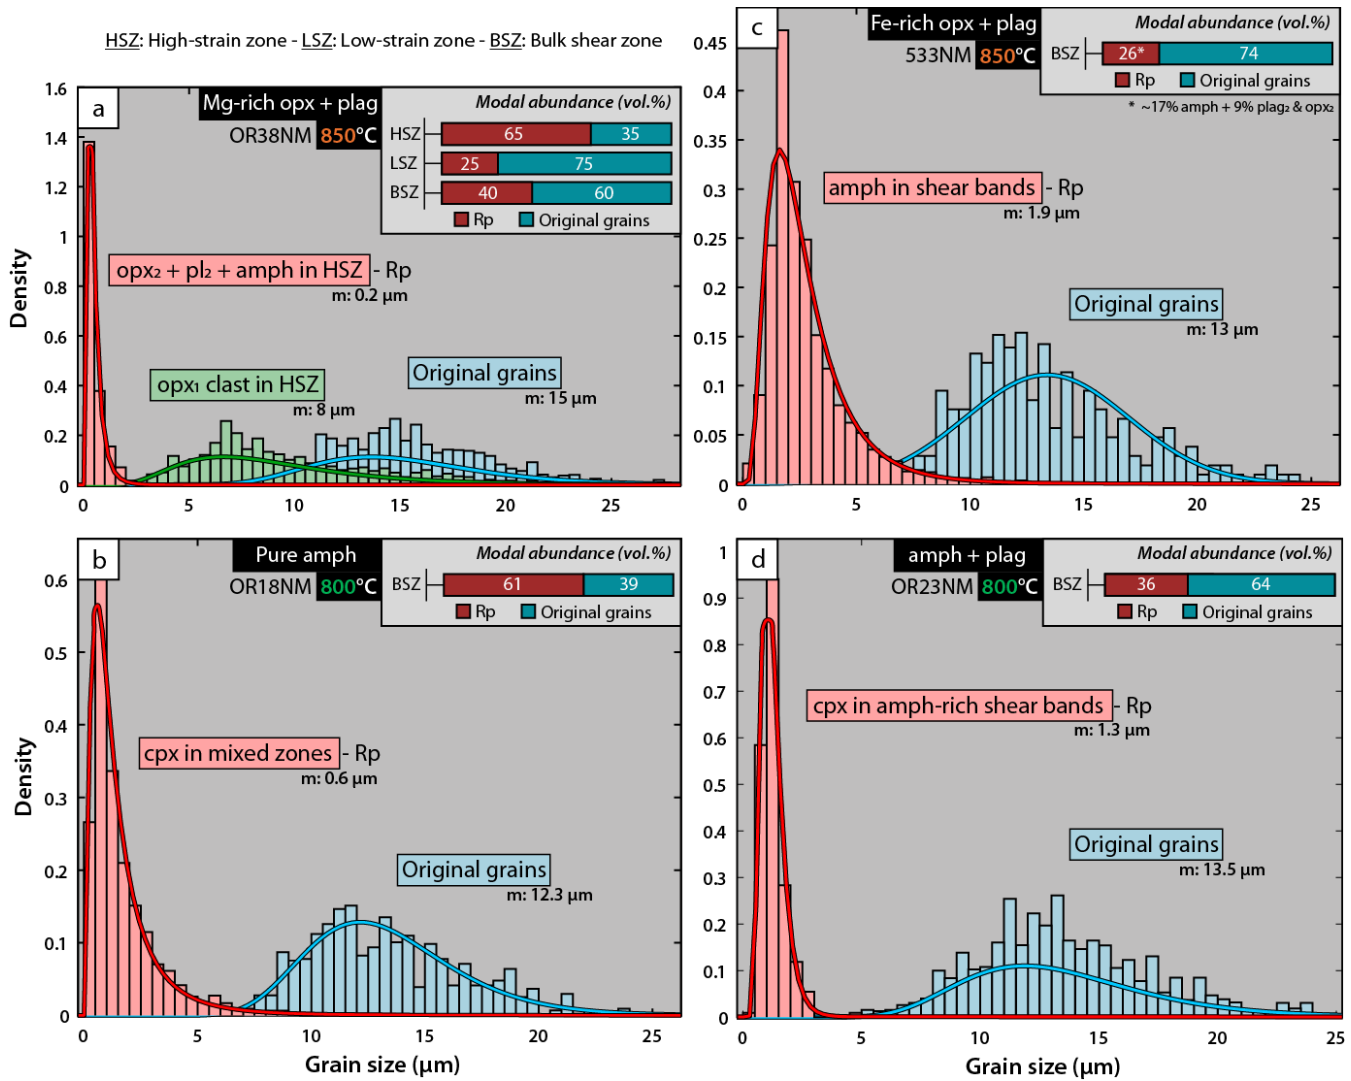 HSZ: High-strain zone - LSZ: Low-strain zone - BSZ: Bulk shear zone
a
Mg-rich opx + plag
OR38NM 850°C
Modal abundance (vol.%)
HSZ 65 35
LSZ 25 75
BSZ 40 60
Rp Original grains
opx₂ + pl₂ + amph in HSZ - Rp
m: 0.2 µm
opx₁ clast in HSZ
m: 8 µm
Original grains
m: 15 µm
Density
1.6
1.4
1.2
1
0.8
0.6
0.4
0.2
0
0 5 10 15 20 25
c
Fe-rich opx + plag
533NM 850°C
Modal abundance (vol.%)
BSZ 26* 74
Rp Original grains
* ~17% amph + 9% plag₂ & opx₂
amph in shear bands - Rp
m: 1.9 µm
Original grains
m: 13 µm
0.45
0.4
0.35
0.3
0.25
0.2
0.15
0.1
0.05
0
0 5 10 15 20 25
b
Pure amph
OR18NM 800°C
Modal abundance (vol.%)
BSZ 61 39
Rp Original grains
cpx in mixed zones - Rp
m: 0.6 µm
Original grains
m: 12.3 µm
Density
0.6
0.5
0.4
0.3
0.2
0.1
0
0 5 10 15 20 25
Grain size (µm)
d
amph + plag
OR23NM 800°C
Modal abundance (vol.%)
BSZ 36 64
Rp Original grains
cpx in amph-rich shear bands - Rp
m: 1.3 µm
Original grains
m: 13.5 µm
1
0.9
0.8
0.7
0.6
0.5
0.4
0.3
0.2
0.1
0
0 5 10 15 20 25
Grain size (µm)